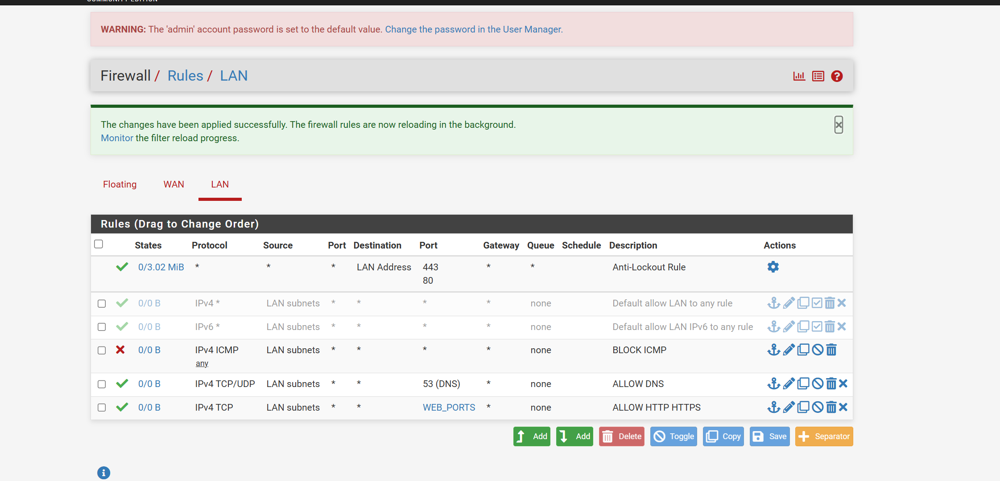 COMMUNITY EDITION
WARNING: The 'admin' account password is set to the default value. Change the password in the User Manager.
Firewall / Rules / LAN
The changes have been applied successfully. The firewall rules are now reloading in the background.
Monitor the filter reload progress.
Floating WAN LAN
Rules (Drag to Change Order)
States Protocol Source Port Destination Port Gateway Queue Schedule Description Actions
0/3.02 MiB * * * LAN Address 443 * * Anti-Lockout Rule
80
0/0 B IPv4 * LAN subnets * * * * none Default allow LAN to any rule
0/0 B IPv6 * LAN subnets * * * * none Default allow LAN IPv6 to any rule
0/0 B IPv4 ICMP LAN subnets * * * * none BLOCK ICMP
any
0/0 B IPv4 TCP/UDP LAN subnets * * 53 (DNS) * none ALLOW DNS
0/0 B IPv4 TCP LAN subnets * * WEB_PORTS * none ALLOW HTTP HTTPS
Add Add Delete Toggle Copy Save Separator